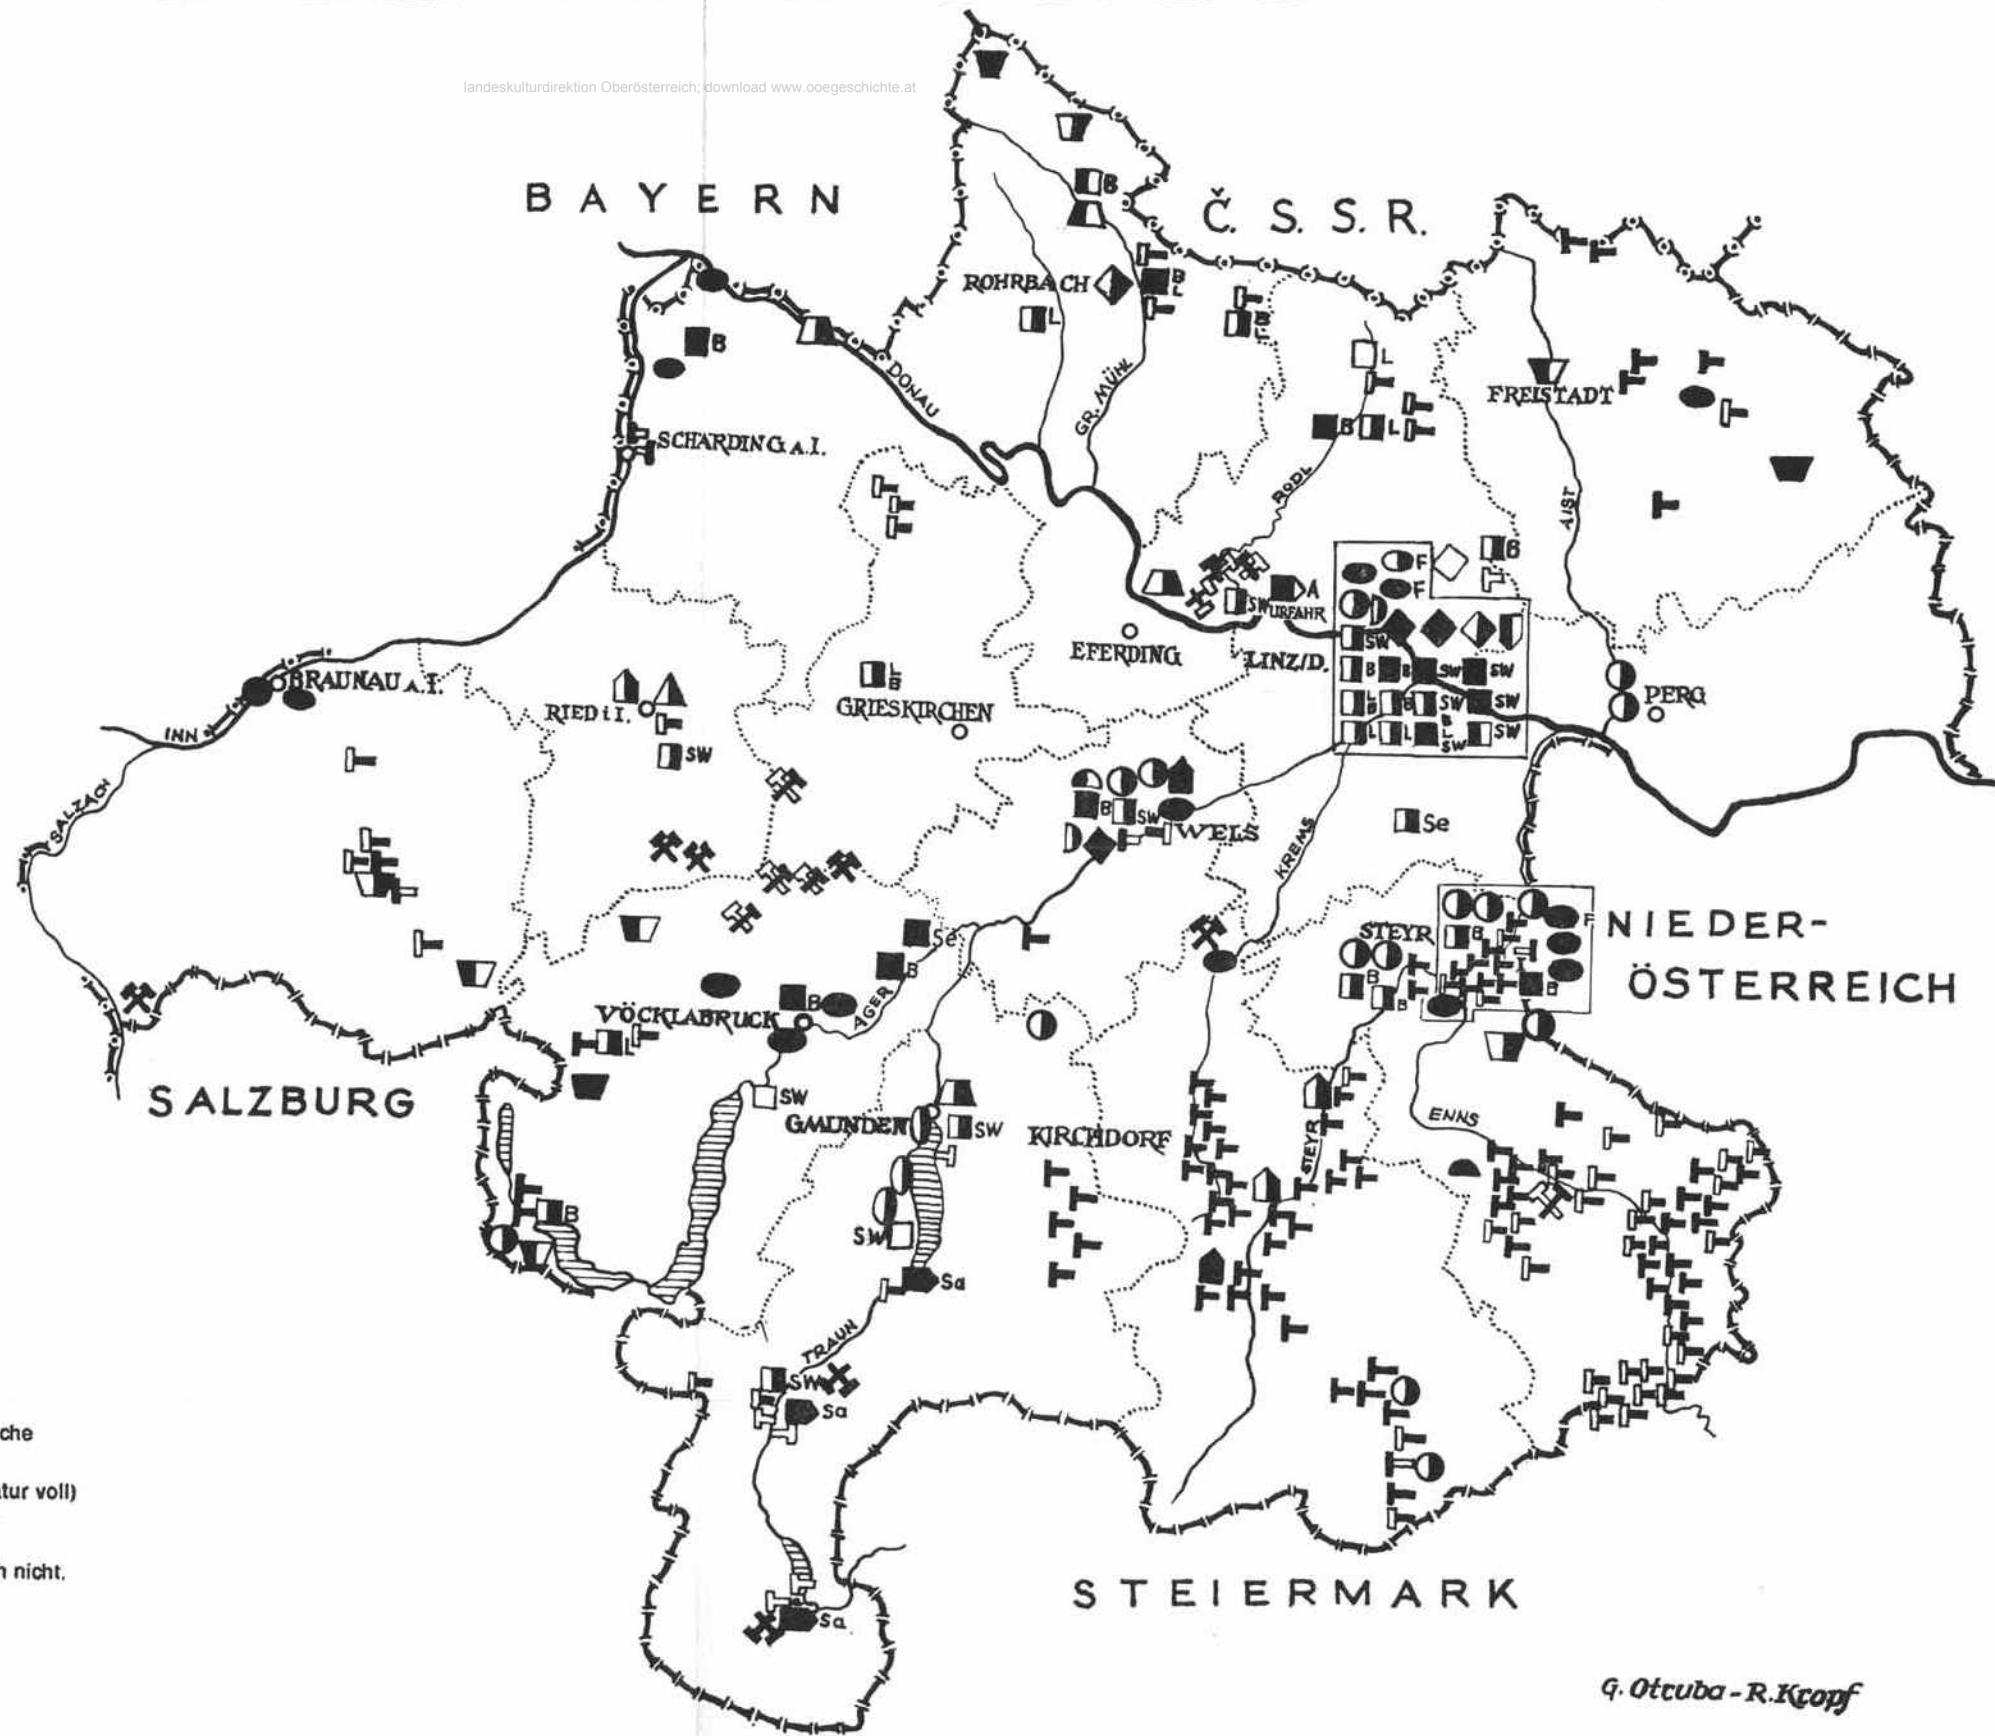 landeskulturdirektion Oberösterreich; download www.ooegeschichte.at
BAYERN
Č. S. S. R.
ROHRBACH
B
B
L
L
B
L
B
DONAU
GR. MÜHL
L
FREISTADT
SCHÄRDING A.I.
B
L
RODL
AIST
B
F
F
A
SW
URFAHR
EFERDING
LINZ/D.
SW
B
B
SW
SW
L
B
B
SW
SW
L
L
B
L
SW
SW
PERG
BRAUNAU A.I.
RIED i I.
L
B
GRIESKIRCHEN
INN
SW
SALZACH
B
SW
WELS
KREMS
Se
STEYR
B
F
B
B
B
NIEDER-
ÖSTERREICH
Se
B
B
VÖCKLABRUCK
AGER
L
SALZBURG
SW
GMUNDEN
SW
KIRCHDORF
STEYR
ENNS
B
SW
Sa
TRAUN
SW
Sa
Sa
STEIERMARK
che
tur voll)
n nicht.
G. Otruba - R. Kropf